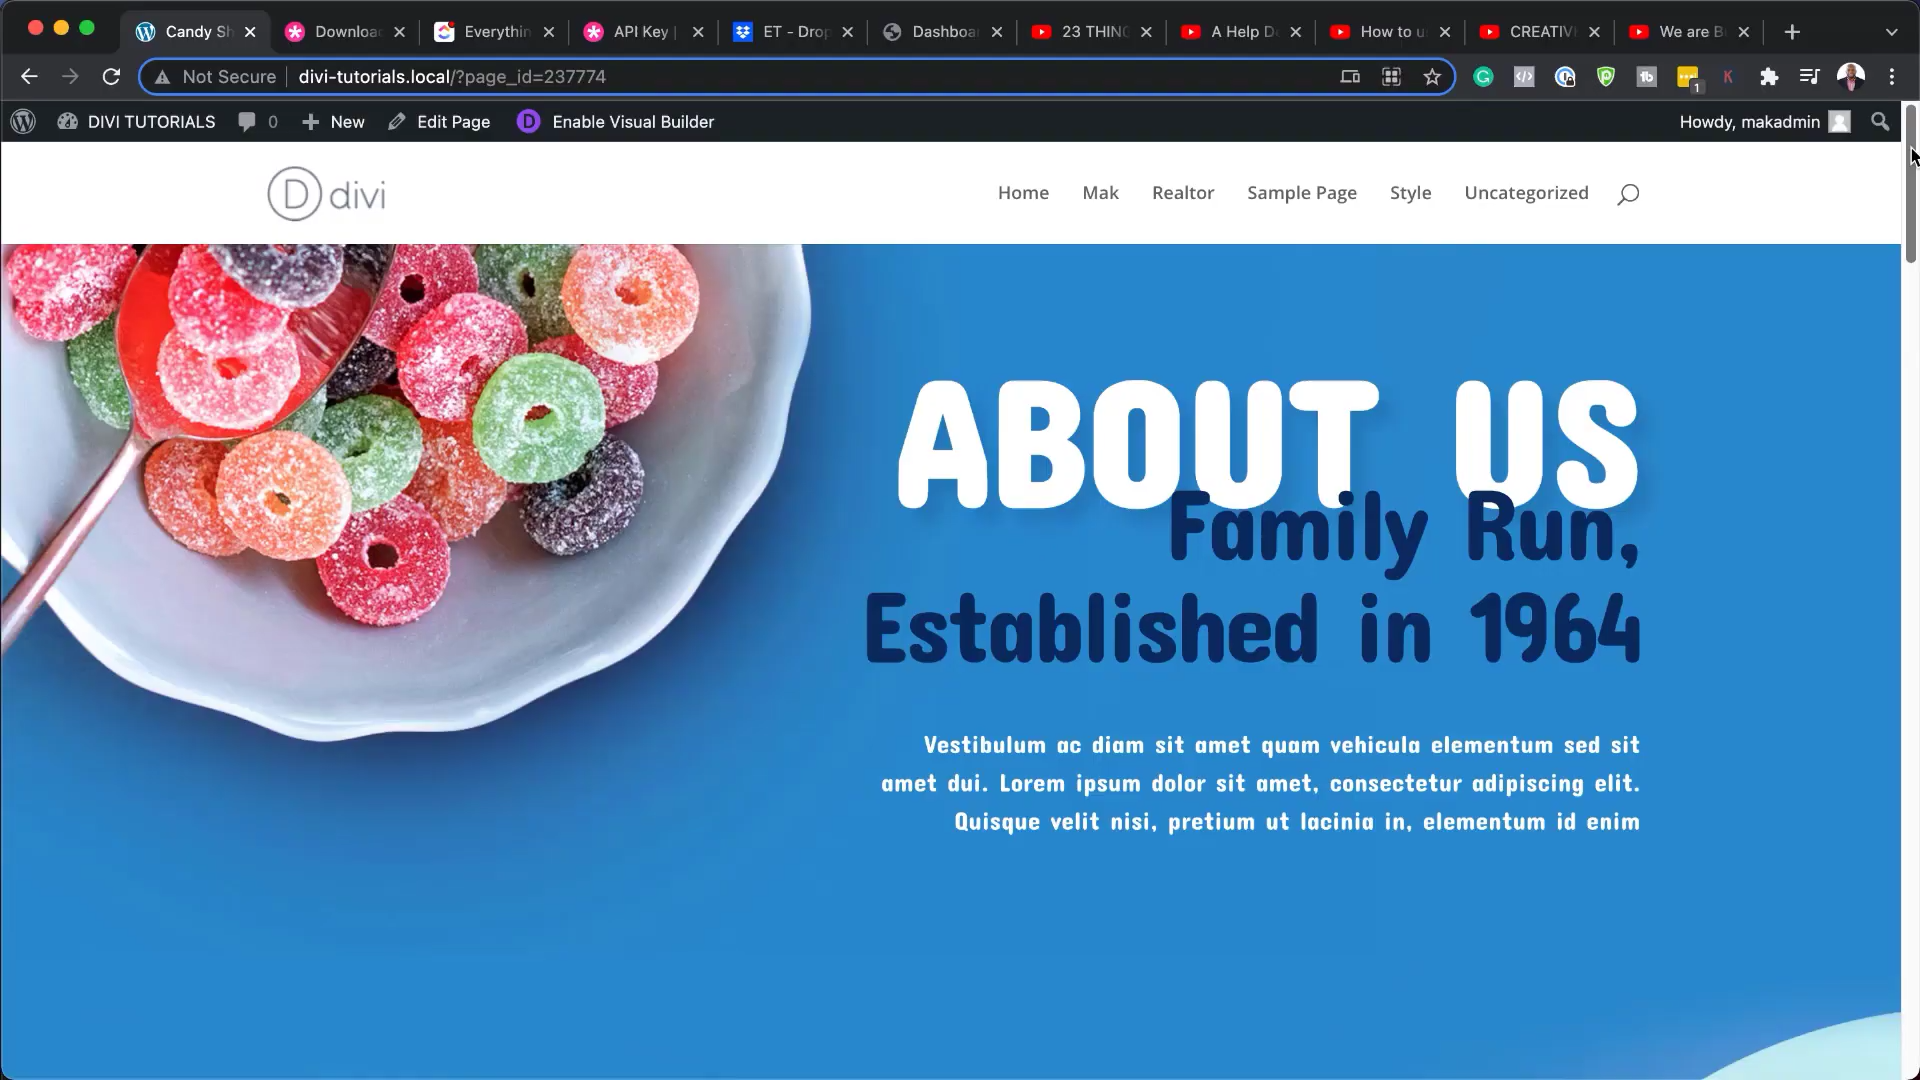 Candy Sh
Downloa
Everythin
API Key
ET - Drop
Dashboa
23 THING
A Help D
How to u
CREATIV
We are B
Not Secure
divi-tutorials.local/?page_id=237774
1
DIVI TUTORIALS
0
New
Edit Page
D
Enable Visual Builder
Howdy, makadmin
D divi
Home
Mak
Realtor
Sample Page
Style
Uncategorized
ABOUT US
Family Run,
Established in 1964
Vestibulum ac diam sit amet quam vehicula elementum sed sit
amet dui. Lorem ipsum dolor sit amet, consectetur adipiscing elit.
Quisque velit nisi, pretium ut lacinia in, elementum id enim